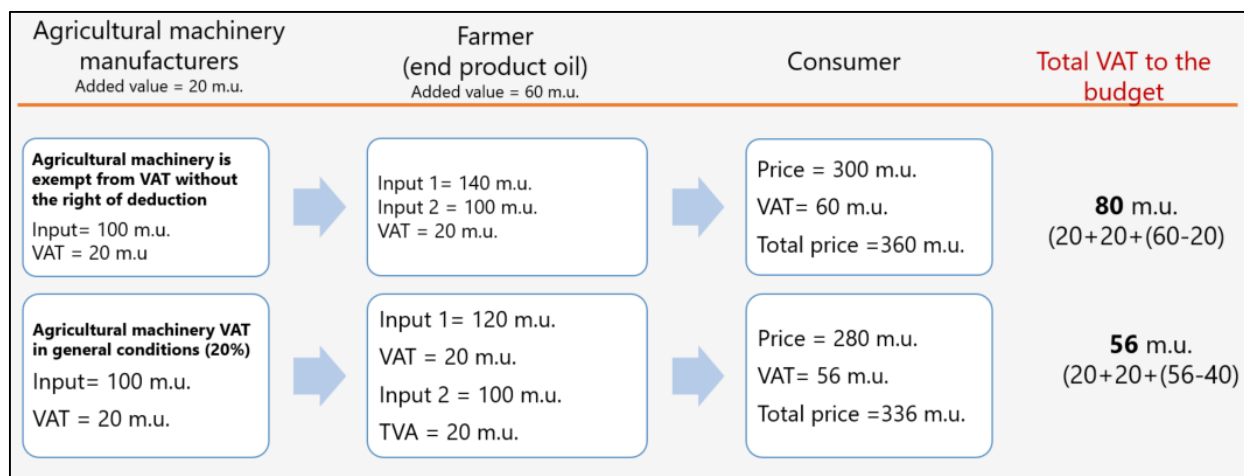 Agricultural machinery
manufacturers
Added value = 20 m.u.
Farmer
(end product oil)
Added value = 60 m.u.
Consumer
Total VAT to the
budget
Agricultural machinery is
exempt from VAT without
the right of deduction
Input= 100 m.u.
VAT = 20 m.u
Input 1= 140 m.u.
Input 2 = 100 m.u.
VAT = 20 m.u.
Price = 300 m.u.
VAT= 60 m.u.
Total price =360 m.u.
80 m.u.
(20+20+(60-20)
Agricultural machinery VAT
in general conditions (20%)
Input= 100 m.u.
VAT = 20 m.u.
Input 1= 120 m.u.
VAT = 20 m.u.
Input 2 = 100 m.u.
TVA = 20 m.u.
Price = 280 m.u.
VAT= 56 m.u.
Total price =336 m.u.
56 m.u.
(20+20+(56-40)